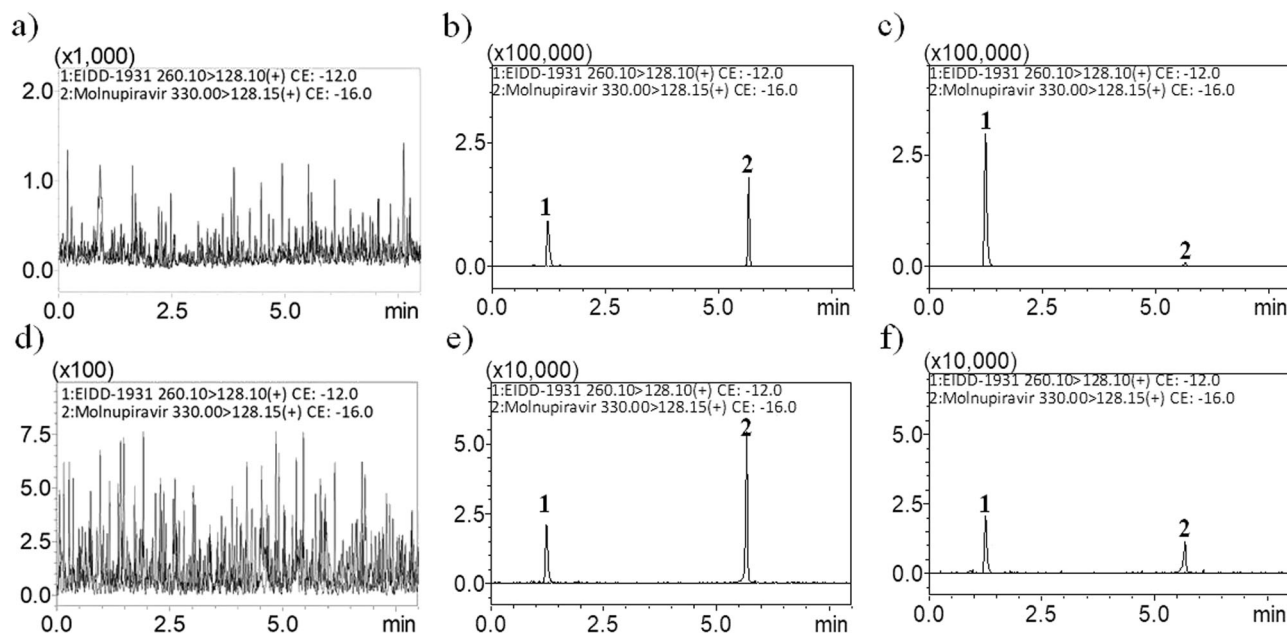 a)
(x1,000)
1:EIDD-1931 260.10>128.10(+) CE: -12.0
2:Molnupiravir 330.00>128.15(+) CE: -16.0
2.0
1.0
0.0
0.0 2.5 5.0 min
b)
(x100,000)
1:EIDD-1931 260.10>128.10(+) CE: -12.0
2:Molnupiravir 330.00>128.15(+) CE: -16.0
2.5
0.0
1
2
0.0 2.5 5.0 min
c)
(x100,000)
1:EIDD-1931 260.10>128.10(+) CE: -12.0
2:Molnupiravir 330.00>128.15(+) CE: -16.0
1
2.5
2
0.0
0.0 2.5 5.0 min
d)
(x100)
1:EIDD-1931 260.10>128.10(+) CE: -12.0
2:Molnupiravir 330.00>128.15(+) CE: -16.0
7.5
5.0
2.5
0.0
0.0 2.5 5.0 min
e)
(x10,000)
1:EIDD-1931 260.10>128.10(+) CE: -12.0
2:Molnupiravir 330.00>128.15(+) CE: -16.0
2
5.0
1
2.5
0.0
0.0 2.5 5.0 min
f)
(x10,000)
1:EIDD-1931 260.10>128.10(+) CE: -12.0
2:Molnupiravir 330.00>128.15(+) CE: -16.0
5.0
1
2.5
2
0.0
0.0 2.5 5.0 min